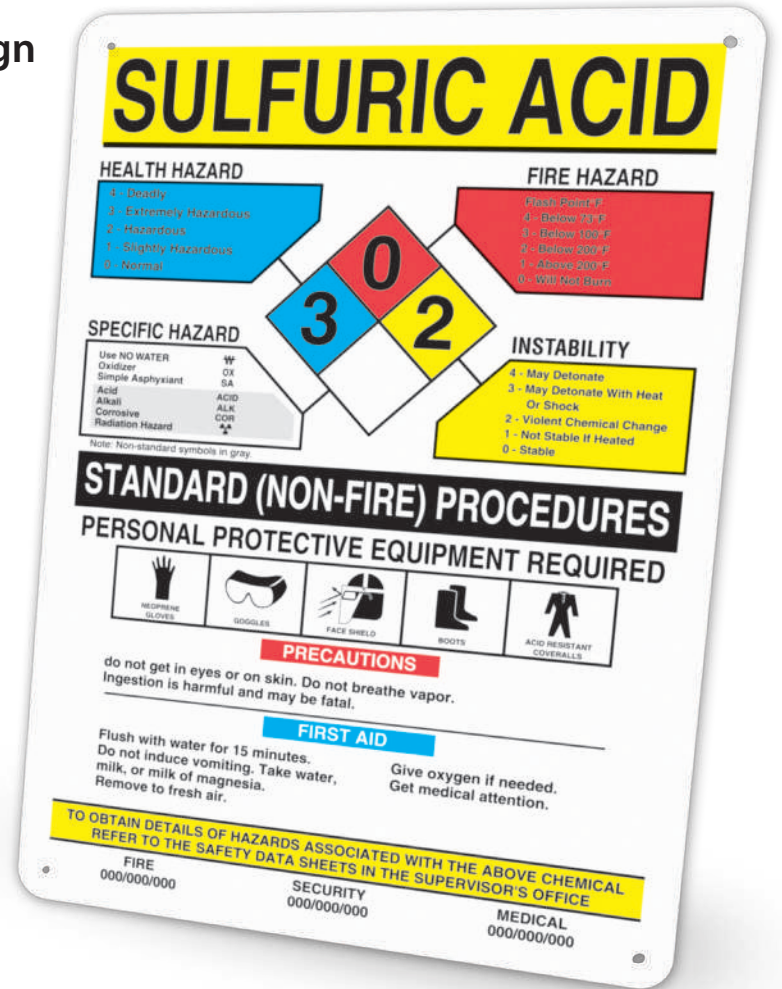 gn
SULFURIC ACID
HEALTH HAZARD
4 - Deadly
3 - Extremely Hazardous
2 - Hazardous
1 - Slightly Hazardous
0 - Normal
FIRE HAZARD
Flash Point°F
4 - Below 73°F
3 - Below 100°F
2 - Below 200°F
1 - Above 200°F
0 - Will Not Burn
0
3
2
SPECIFIC HAZARD
Use NO WATER W
Oxidizer OX
Simple Asphyxiant SA
Acid ACID
Alkali ALK
Corrosive COR
Radiation Hazard
Note: Non-standard symbols in gray.
INSTABILITY
4 - May Detonate
3 - May Detonate With Heat
Or Shock
2 - Violent Chemical Change
1 - Not Stable If Heated
0 - Stable
STANDARD (NON-FIRE) PROCEDURES
PERSONAL PROTECTIVE EQUIPMENT REQUIRED
NEOPRENE
GLOVES
GOGGLES
FACE SHIELD
BOOTS
ACID RESISTANT
COVERALLS
PRECAUTIONS
do not get in eyes or on skin. Do not breathe vapor.
Ingestion is harmful and may be fatal.
FIRST AID
Flush with water for 15 minutes.
Do not induce vomiting. Take water,
milk, or milk of magnesia.
Remove to fresh air.
Give oxygen if needed.
Get medical attention.
TO OBTAIN DETAILS OF HAZARDS ASSOCIATED WITH THE ABOVE CHEMICAL
REFER TO THE SAFETY DATA SHEETS IN THE SUPERVISOR'S OFFICE
FIRE
000/000/000
SECURITY
000/000/000
MEDICAL
000/000/000